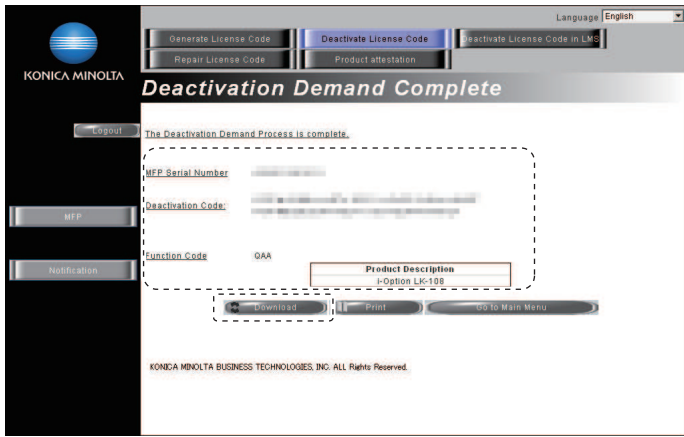 Language English
Generate License Code
Deactivate License Code
Deactivate License Code in LMS
Repair License Code
Product attestation
KONICA MINOLTA
Deactivation Demand Complete
Logout
The Deactivation Demand Process is complete.
MFP Serial Number
Deactivation Code:
MFP
Function Code QAA
Product Description
i-Option LK-108
Notification
Download
Print
Go to Main Menu
KONICA MINOLTA BUSINESS TECHNOLOGIES, INC. ALL Rights Reserved.